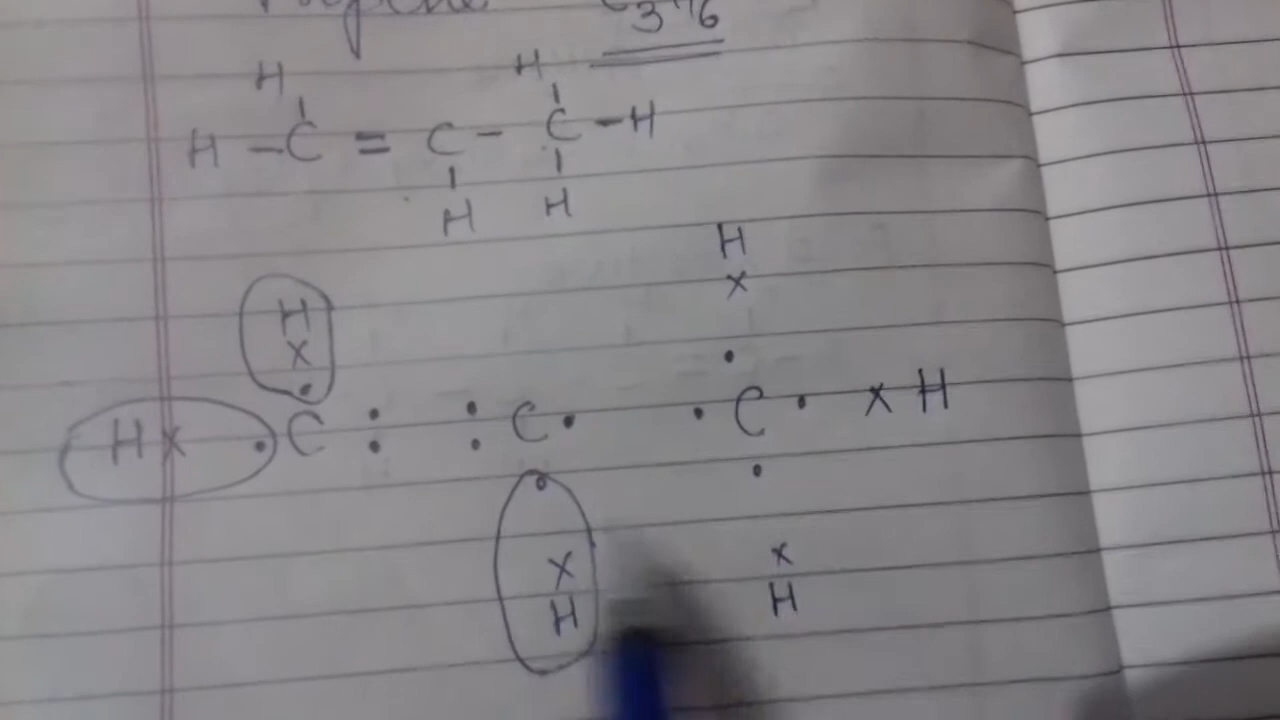 C3H6
H H
H – C = C – C – H
H H
H
H x
x
H x . C : : C . . C . x H
x x
H H